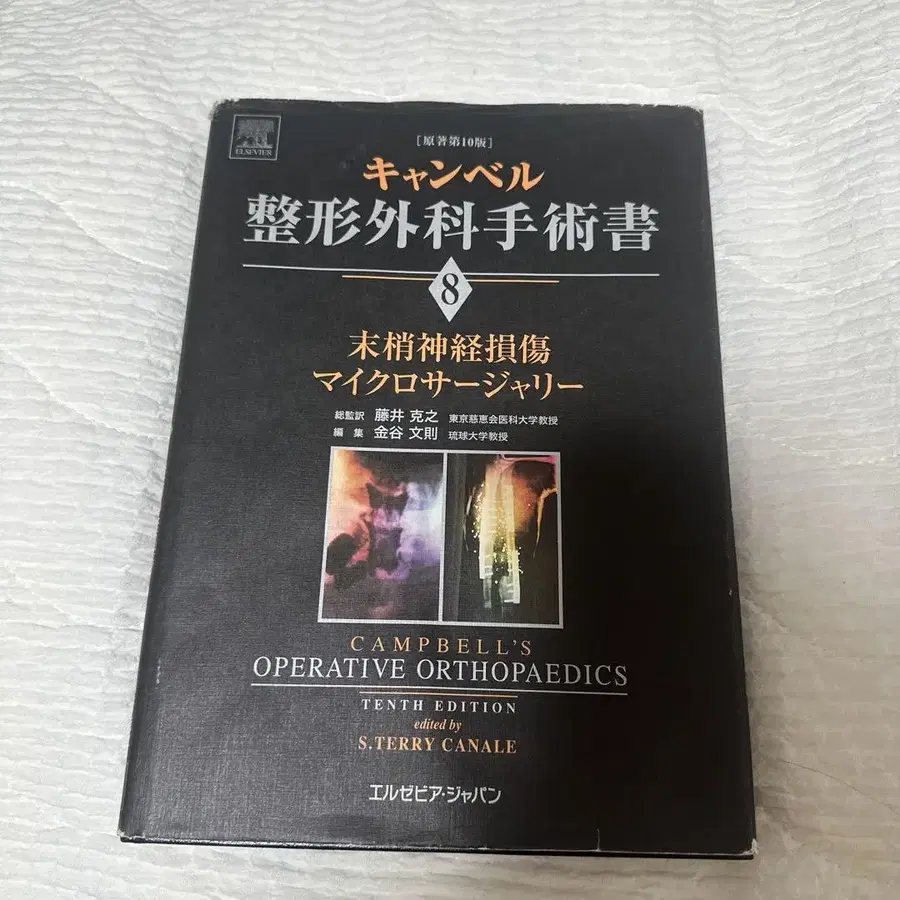 ELSEVIER
[原著第10版]
キャンベル
整形外科手術書
8
末梢神経損傷
マイクロサージャリー
総監訳 藤井 克之 東京慈恵会医科大学教授
編集 金谷 文則 琉球大学教授
CAMPBELL'S
OPERATIVE ORTHOPAEDICS
TENTH EDITION
edited by
S. TERRY CANALE
エルゼビア・ジャパン